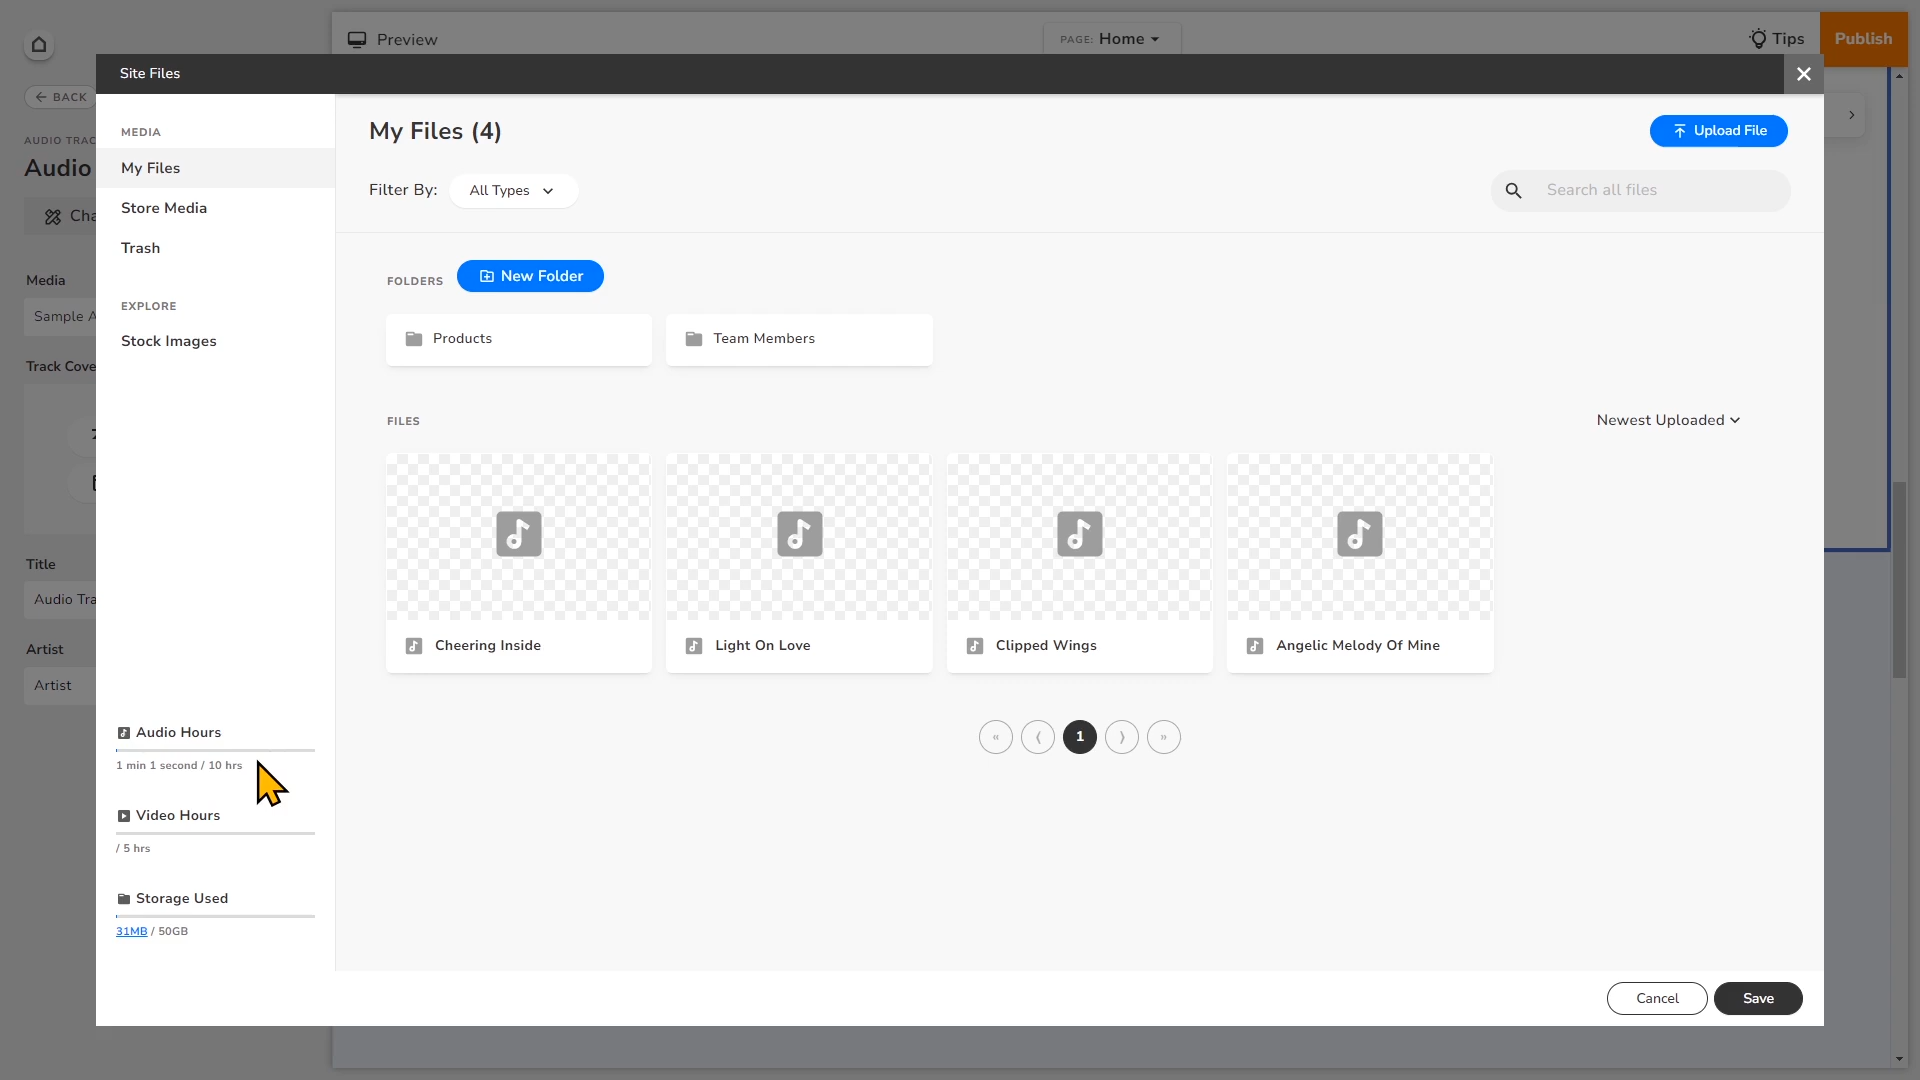 Preview
PAGE: Home
Tips
Publish
Site Files
BACK
AUDIO TRAC
Audio
Cha
Media
Sample A
Track Cove
Title
Audio Tra
Artist
Artist
MEDIA
My Files
Store Media
Trash
EXPLORE
Stock Images
Audio Hours
1 min 1 second / 10 hrs
Video Hours
/ 5 hrs
Storage Used
31MB / 50GB
My Files (4)
Upload File
Filter By: All Types
Search all files
FOLDERS
New Folder
Products
Team Members
FILES
Newest Uploaded
Cheering Inside
Light On Love
Clipped Wings
Angelic Melody Of Mine
« ⟨ 1 ⟩ »
Cancel
Save